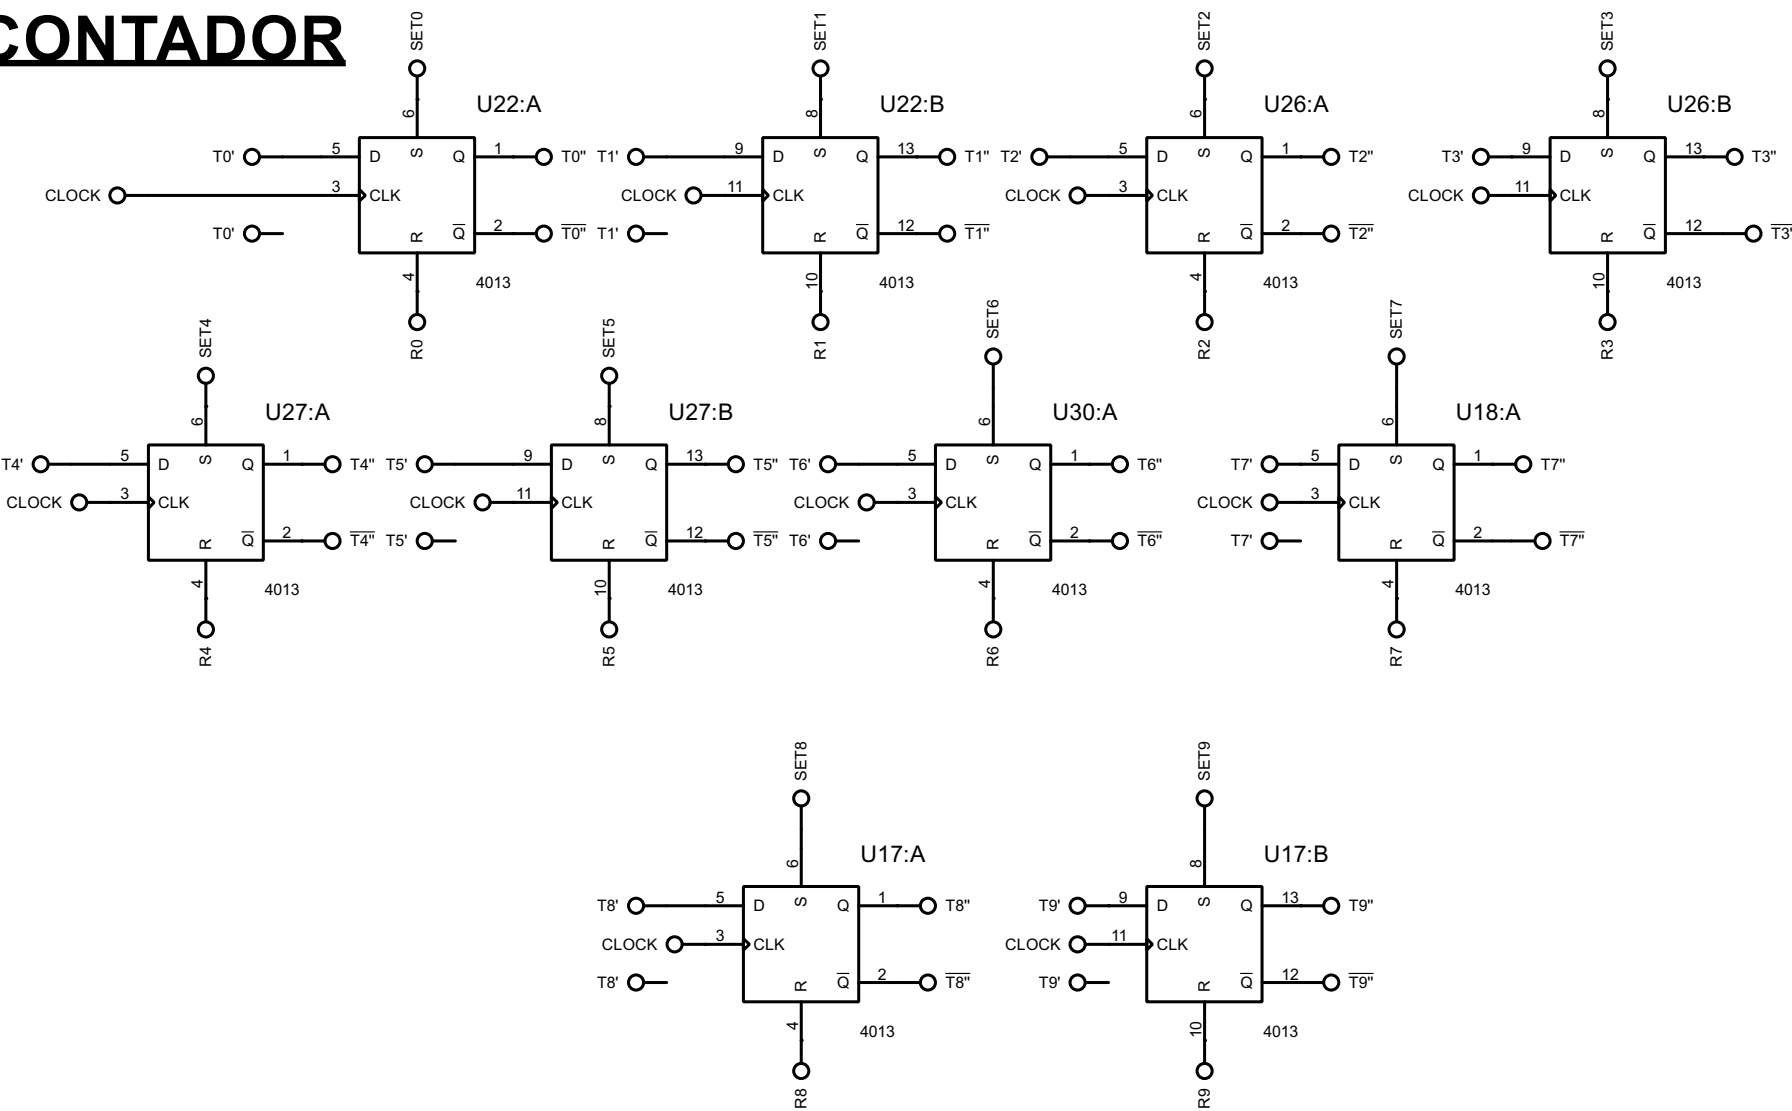 CONTADOR
SET0
SET1
SET2
SET3
U22:A
U22:B
U26:A
U26:B
6
8
6
8
T0' 5 D S Q 1 T0"
T1' 9 D S Q 13 T1"
T2' 5 D S Q 1 T2"
T3' 9 D S Q 13 T3"
CLOCK 3 CLK
CLOCK 11 CLK
CLOCK 3 CLK
CLOCK 11 CLK
T0' R Q 2 T0"
T1' R Q 12 T1"
R Q 2 T2"
R Q 12 T3'
4 4013
10 4013
4 4013
10 4013
R0
R1
R2
R3
SET4
SET5
SET6
SET7
U27:A
U27:B
U30:A
U18:A
6
8
6
6
T4' 5 D S Q 1 T4"
T5' 9 D S Q 13 T5"
T6' 5 D S Q 1 T6"
T7' 5 D S Q 1 T7"
CLOCK 3 CLK
CLOCK 11 CLK
CLOCK 3 CLK
CLOCK 3 CLK
R Q 2 T4"
T5' R Q 12 T5"
T6' R Q 2 T6"
T7' R Q 2 T7"
4 4013
10 4013
4 4013
4 4013
R4
R5
R6
R7
SET8
SET9
U17:A
U17:B
6
8
T8' 5 D S Q 1 T8"
T9' 9 D S Q 13 T9"
CLOCK 3 CLK
CLOCK 11 CLK
T8' R Q 2 T8"
T9' R Q 12 T9"
4 4013
10 4013
R8
R9